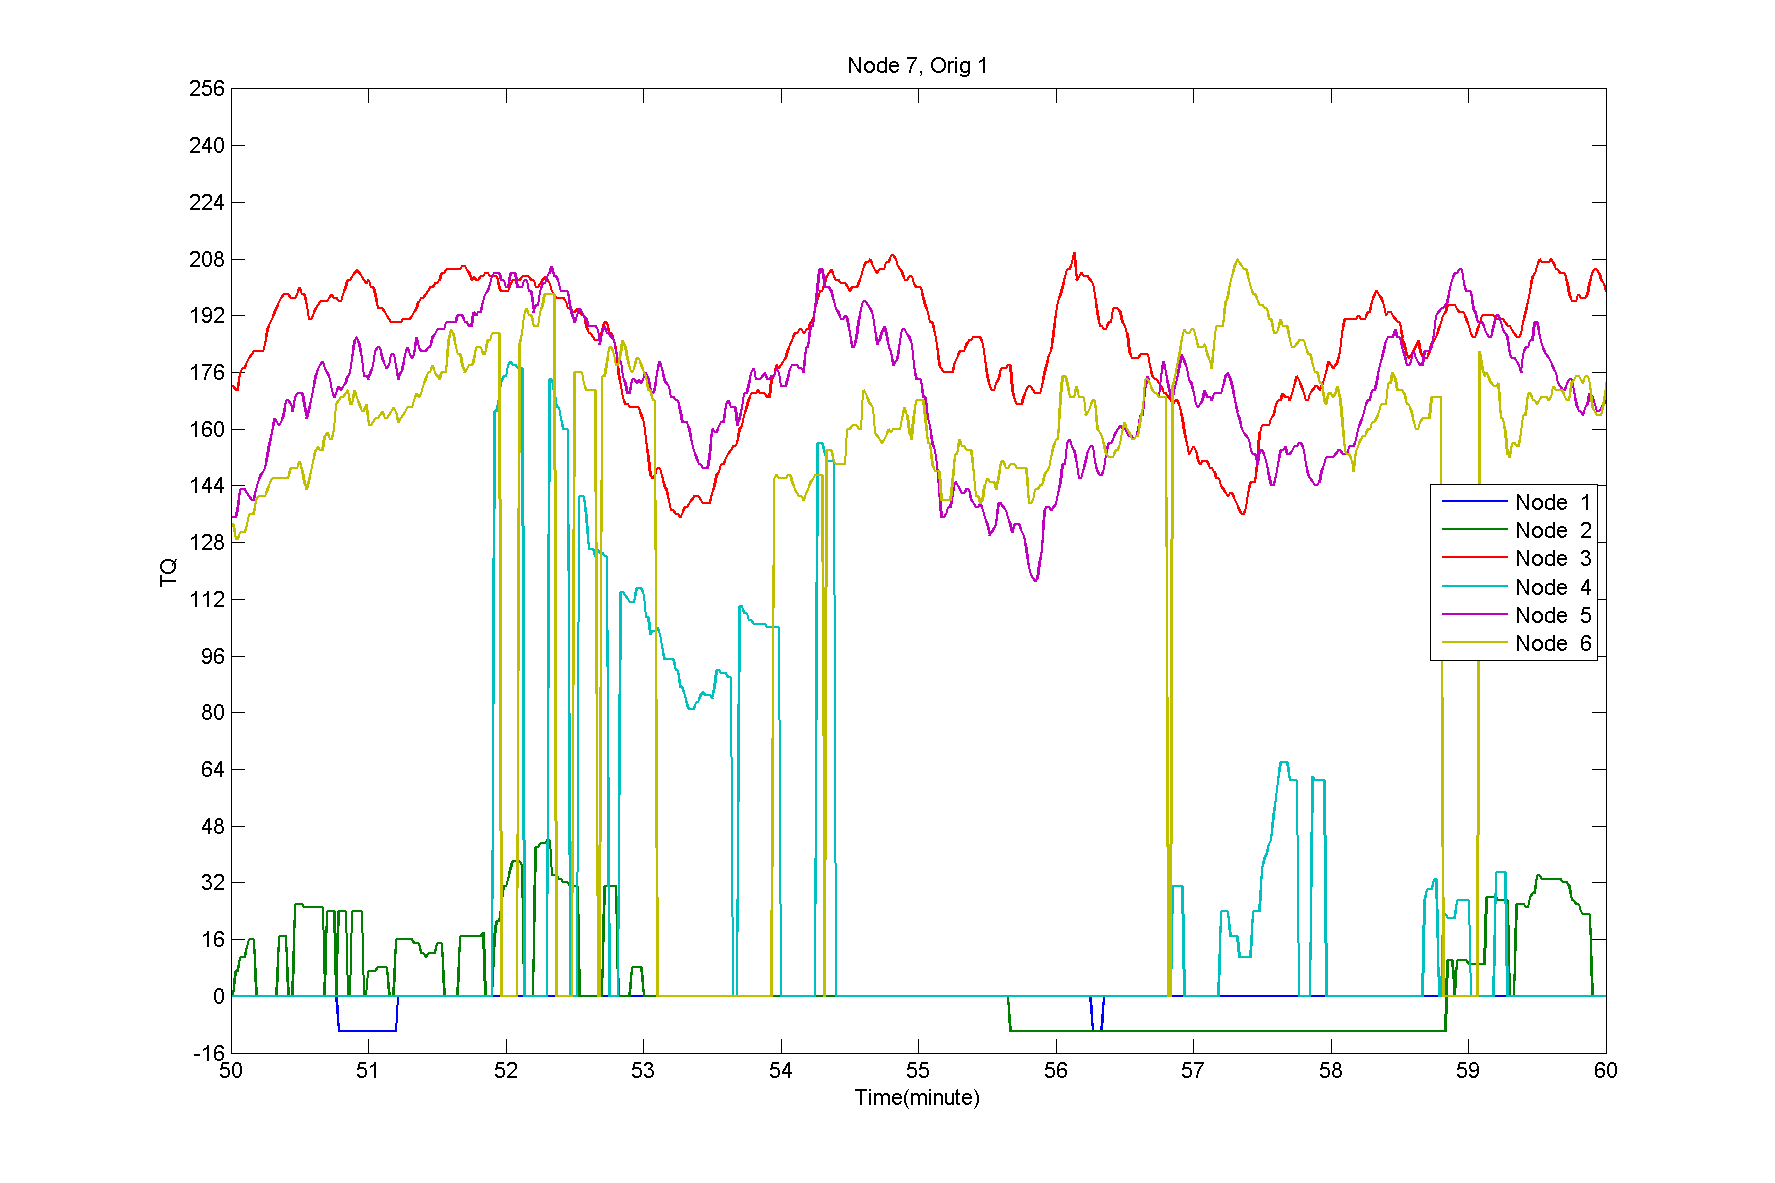 Node 7, Orig 1
256
240
224
208
192
176
160
144
128
112
96
80
64
48
32
16
0
-16
TQ
50 51 52 53 54 55 56 57 58 59 60
Time(minute)
Node 1
Node 2
Node 3
Node 4
Node 5
Node 6